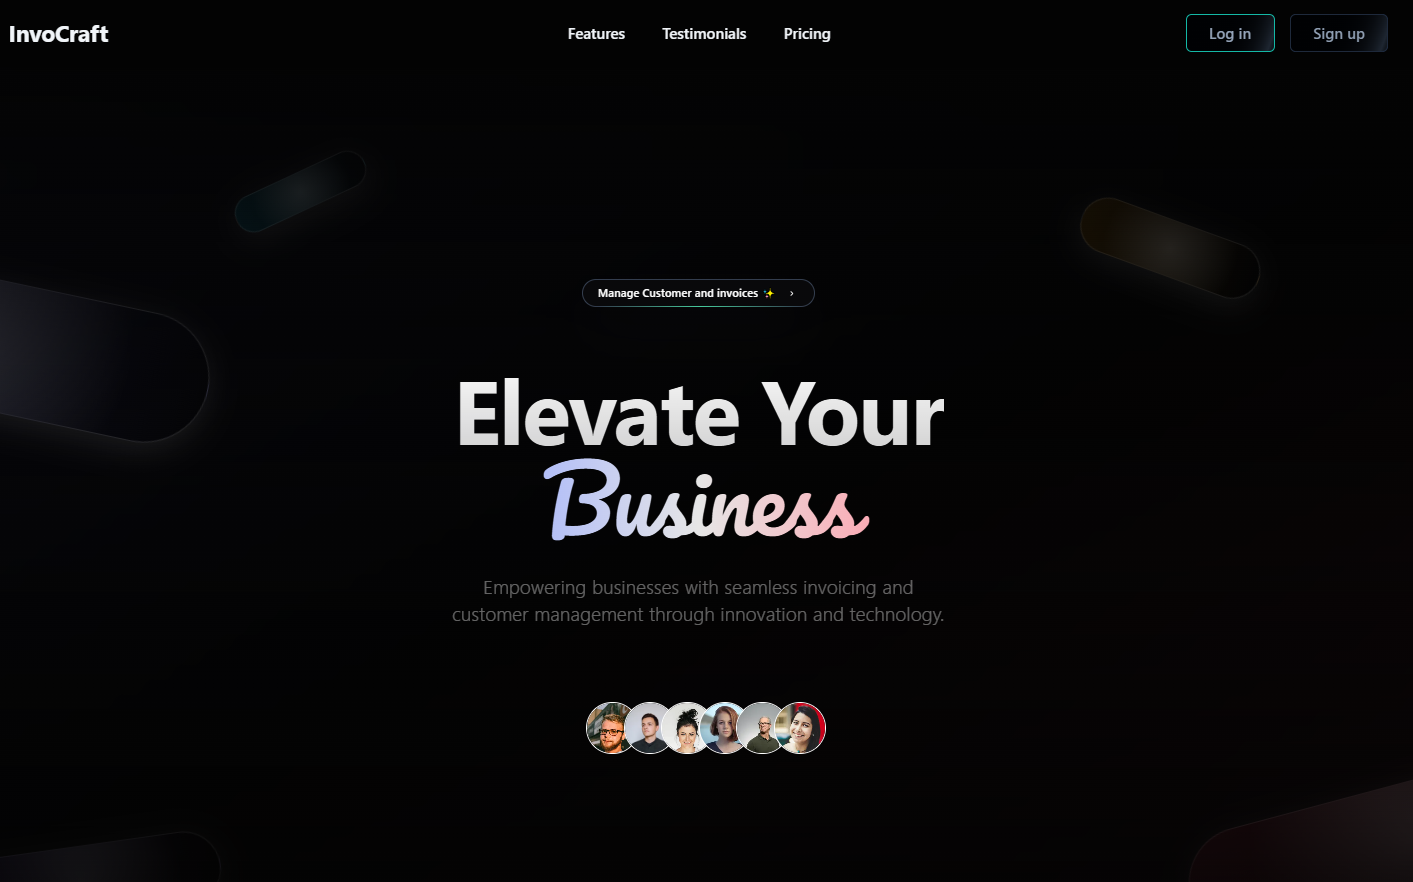 InvoCraft
Features
Testimonials
Pricing
Log in
Sign up
Manage Customer and invoices ✨ ›
Elevate Your
Business
Empowering businesses with seamless invoicing and
customer management through innovation and technology.